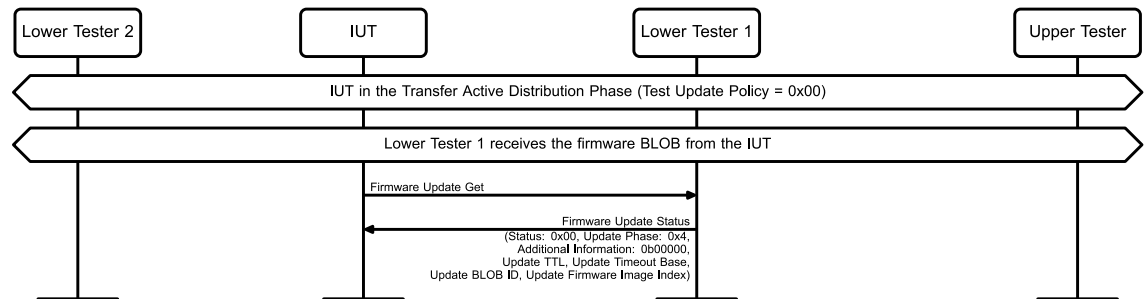 Lower Tester 2
IUT
Lower Tester 1
Upper Tester
IUT in the Transfer Active Distribution Phase (Test Update Policy = 0x00)
Lower Tester 1 receives the firmware BLOB from the IUT
Firmware Update Get
Firmware Update Status
(Status: 0x00, Update Phase: 0x4,
Additional Information: 0b00000,
Update TTL, Update Timeout Base,
Update BLOB ID, Update Firmware Image Index)